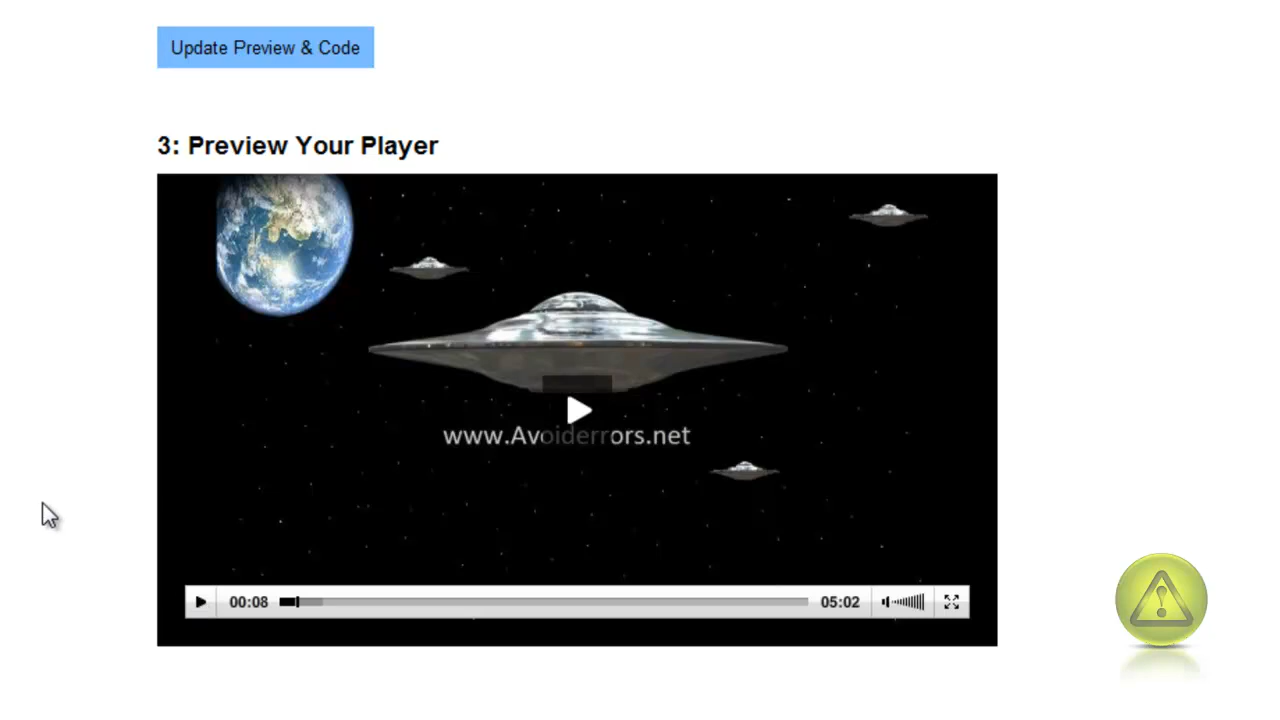 Update Preview & Code
3: Preview Your Player
www.Avoiderrors.net
00:08
05:02